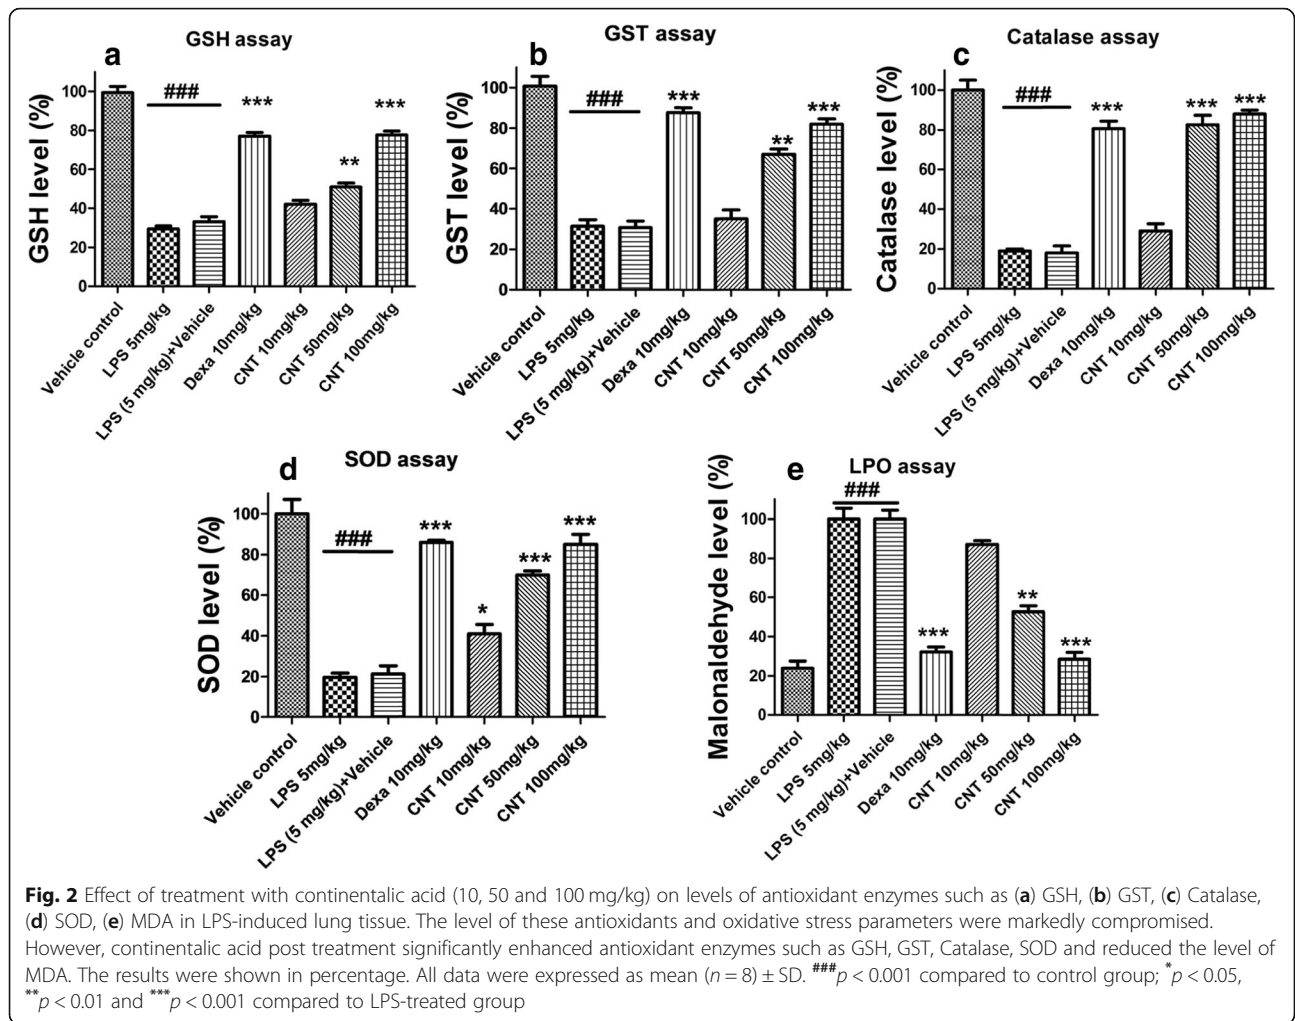 a
GSH assay
GSH level (%)
100
80
60
40
20
0
###
***
**
***
Vehicle control
LPS 5mg/kg
LPS (5 mg/kg)+Vehicle
Dexa 10mg/kg
CNT 10mg/kg
CNT 50mg/kg
CNT 100mg/kg
b
GST assay
GST level (%)
100
80
60
40
20
0
###
***
**
***
Vehicle control
LPS 5mg/kg
LPS (5 mg/kg)+Vehicle
Dexa 10mg/kg
CNT 10mg/kg
CNT 50mg/kg
CNT 100mg/kg
c
Catalase assay
Catalase level (%)
100
80
60
40
20
0
###
***
***
***
Vehicle control
LPS 5mg/kg
LPS (5 mg/kg)+Vehicle
Dexa 10mg/kg
CNT 10mg/kg
CNT 50mg/kg
CNT 100mg/kg
d
SOD assay
SOD level (%)
100
80
60
40
20
0
###
***
*
***
***
Vehicle control
LPS 5mg/kg
LPS (5 mg/kg)+Vehicle
Dexa 10mg/kg
CNT 10mg/kg
CNT 50mg/kg
CNT 100mg/kg
e
LPO assay
Malonaldehyde level (%)
100
80
60
40
20
0
###
***
**
***
Vehicle control
LPS 5mg/kg
LPS (5 mg/kg)+Vehicle
Dexa 10mg/kg
CNT 10mg/kg
CNT 50mg/kg
CNT 100mg/kg
Fig. 2 Effect of treatment with continentalic acid (10, 50 and 100 mg/kg) on levels of antioxidant enzymes such as (a) GSH, (b) GST, (c) Catalase,
(d) SOD, (e) MDA in LPS-induced lung tissue. The level of these antioxidants and oxidative stress parameters were markedly compromised.
However, continentalic acid post treatment significantly enhanced antioxidant enzymes such as GSH, GST, Catalase, SOD and reduced the level of
MDA. The results were shown in percentage. All data were expressed as mean (n = 8) ± SD. ###p < 0.001 compared to control group; *p < 0.05,
**p < 0.01 and ***p < 0.001 compared to LPS-treated group